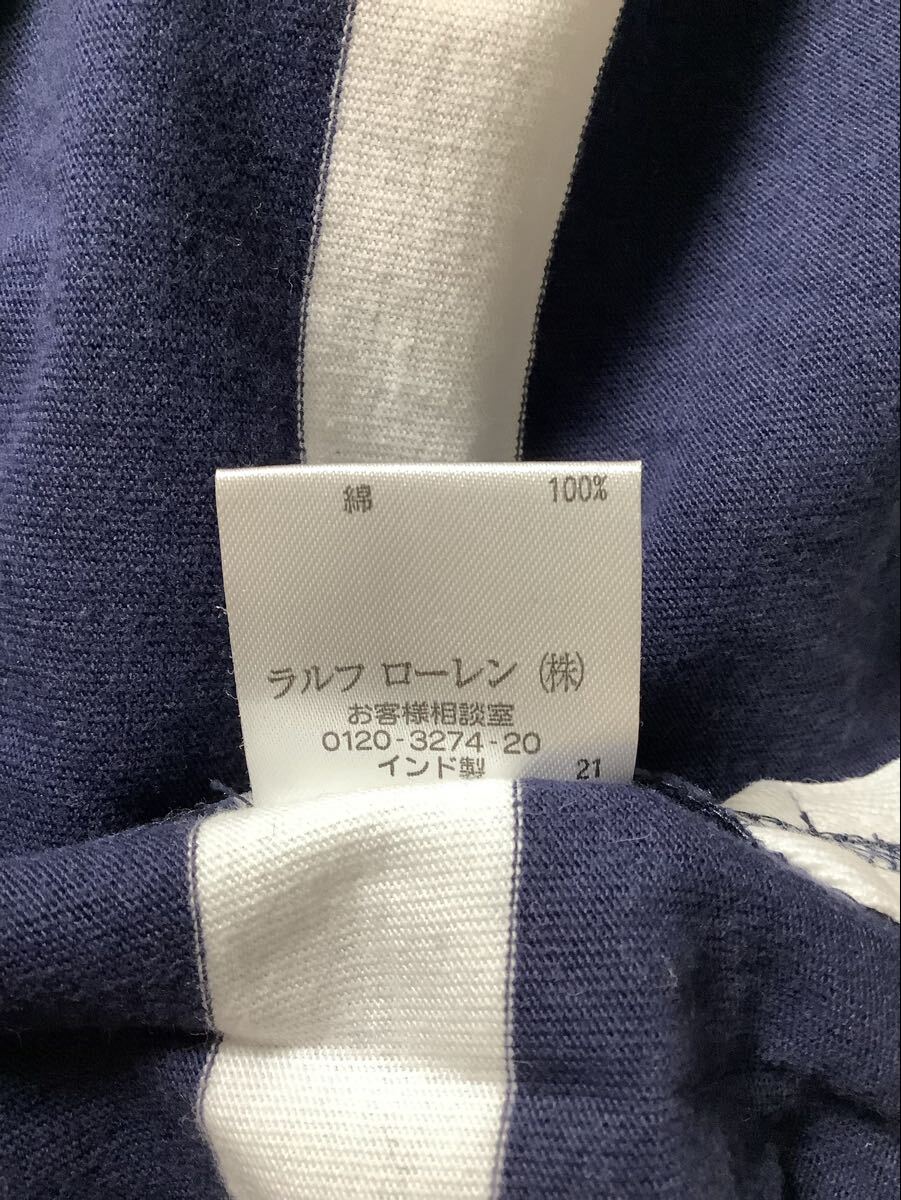 綿 100%
ラルフ ローレン (株)
お客様相談室
0120-3274-20
インド製 21